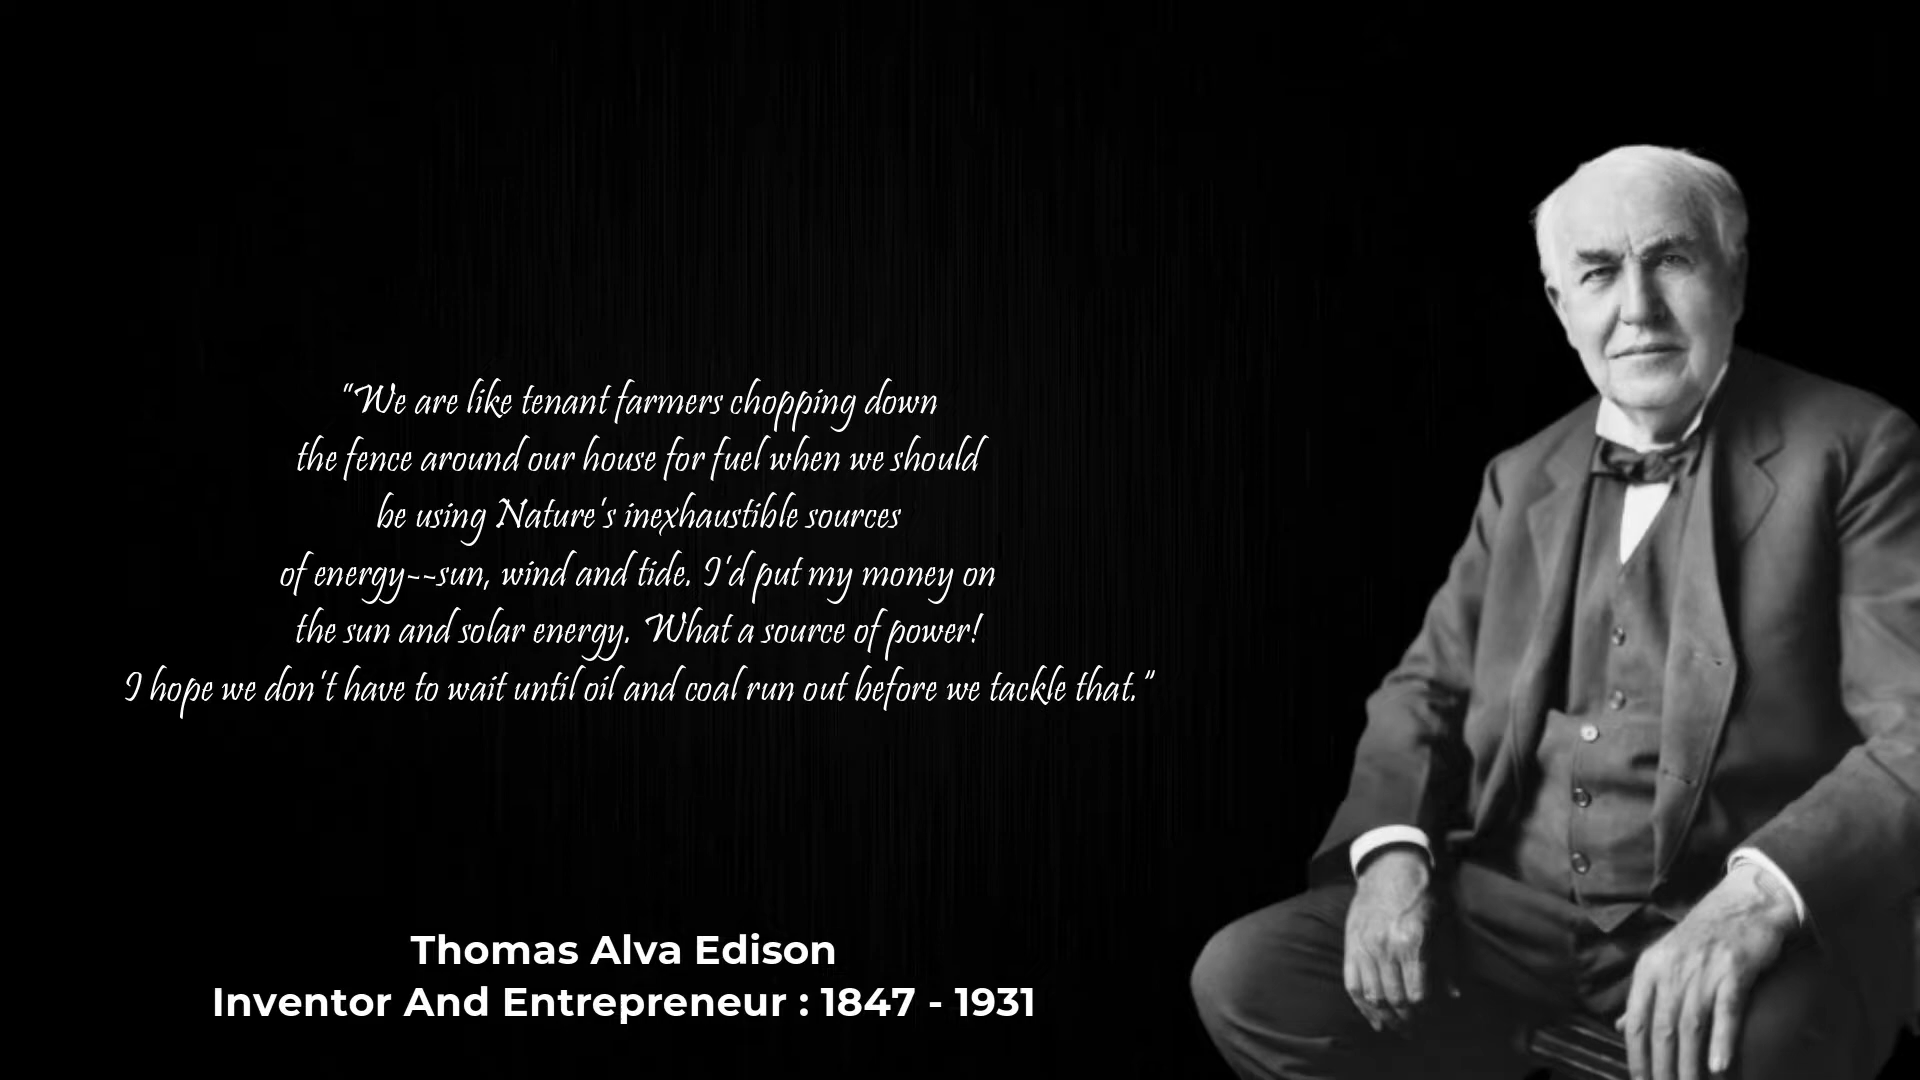 “We are like tenant farmers chopping down
the fence around our house for fuel when we should
be using Nature's inexhaustible sources
of energy--sun, wind and tide. I'd put my money on
the sun and solar energy. What a source of power!
I hope we don't have to wait until oil and coal run out before we tackle that.”
Thomas Alva Edison
Inventor And Entrepreneur : 1847 - 1931